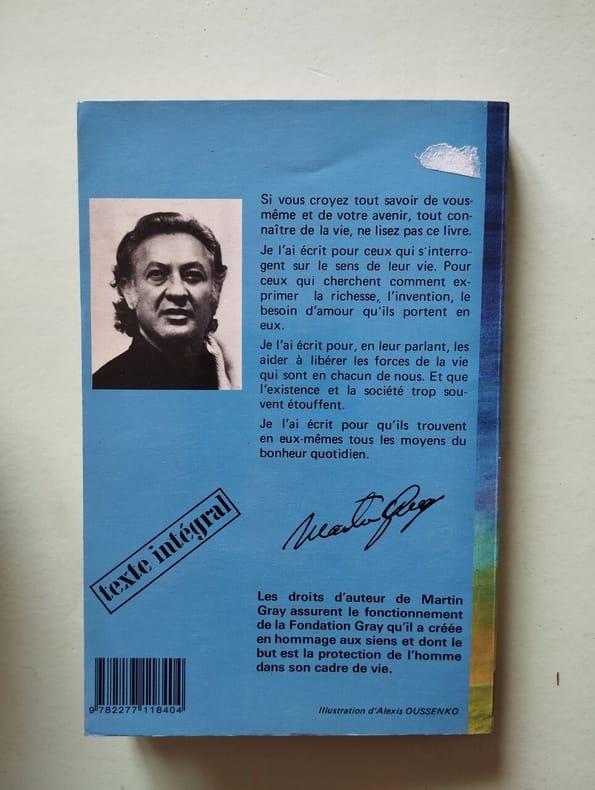 Si vous croyez tout savoir de vous-
même et de votre avenir, tout con-
naître de la vie, ne lisez pas ce livre.
Je l'ai écrit pour ceux qui s'interro-
gent sur le sens de leur vie. Pour
ceux qui cherchent comment ex-
primer la richesse, l'invention, le
besoin d'amour qu'ils portent en
eux.
Je l'ai écrit pour, en leur parlant, les
aider à libérer les forces de la vie
qui sont en chacun de nous. Et que
l'existence et la société trop sou-
vent étouffent.
Je l'ai écrit pour qu'ils trouvent
en eux-mêmes tous les moyens du
bonheur quotidien.
Martin Gray
texte intégral
Les droits d'auteur de Martin
Gray assurent le fonctionnement
de la Fondation Gray qu'il a créée
en hommage aux siens et dont le
but est la protection de l'homme
dans son cadre de vie.
9 782277 118404
Illustration d'Alexis OUSSENKO